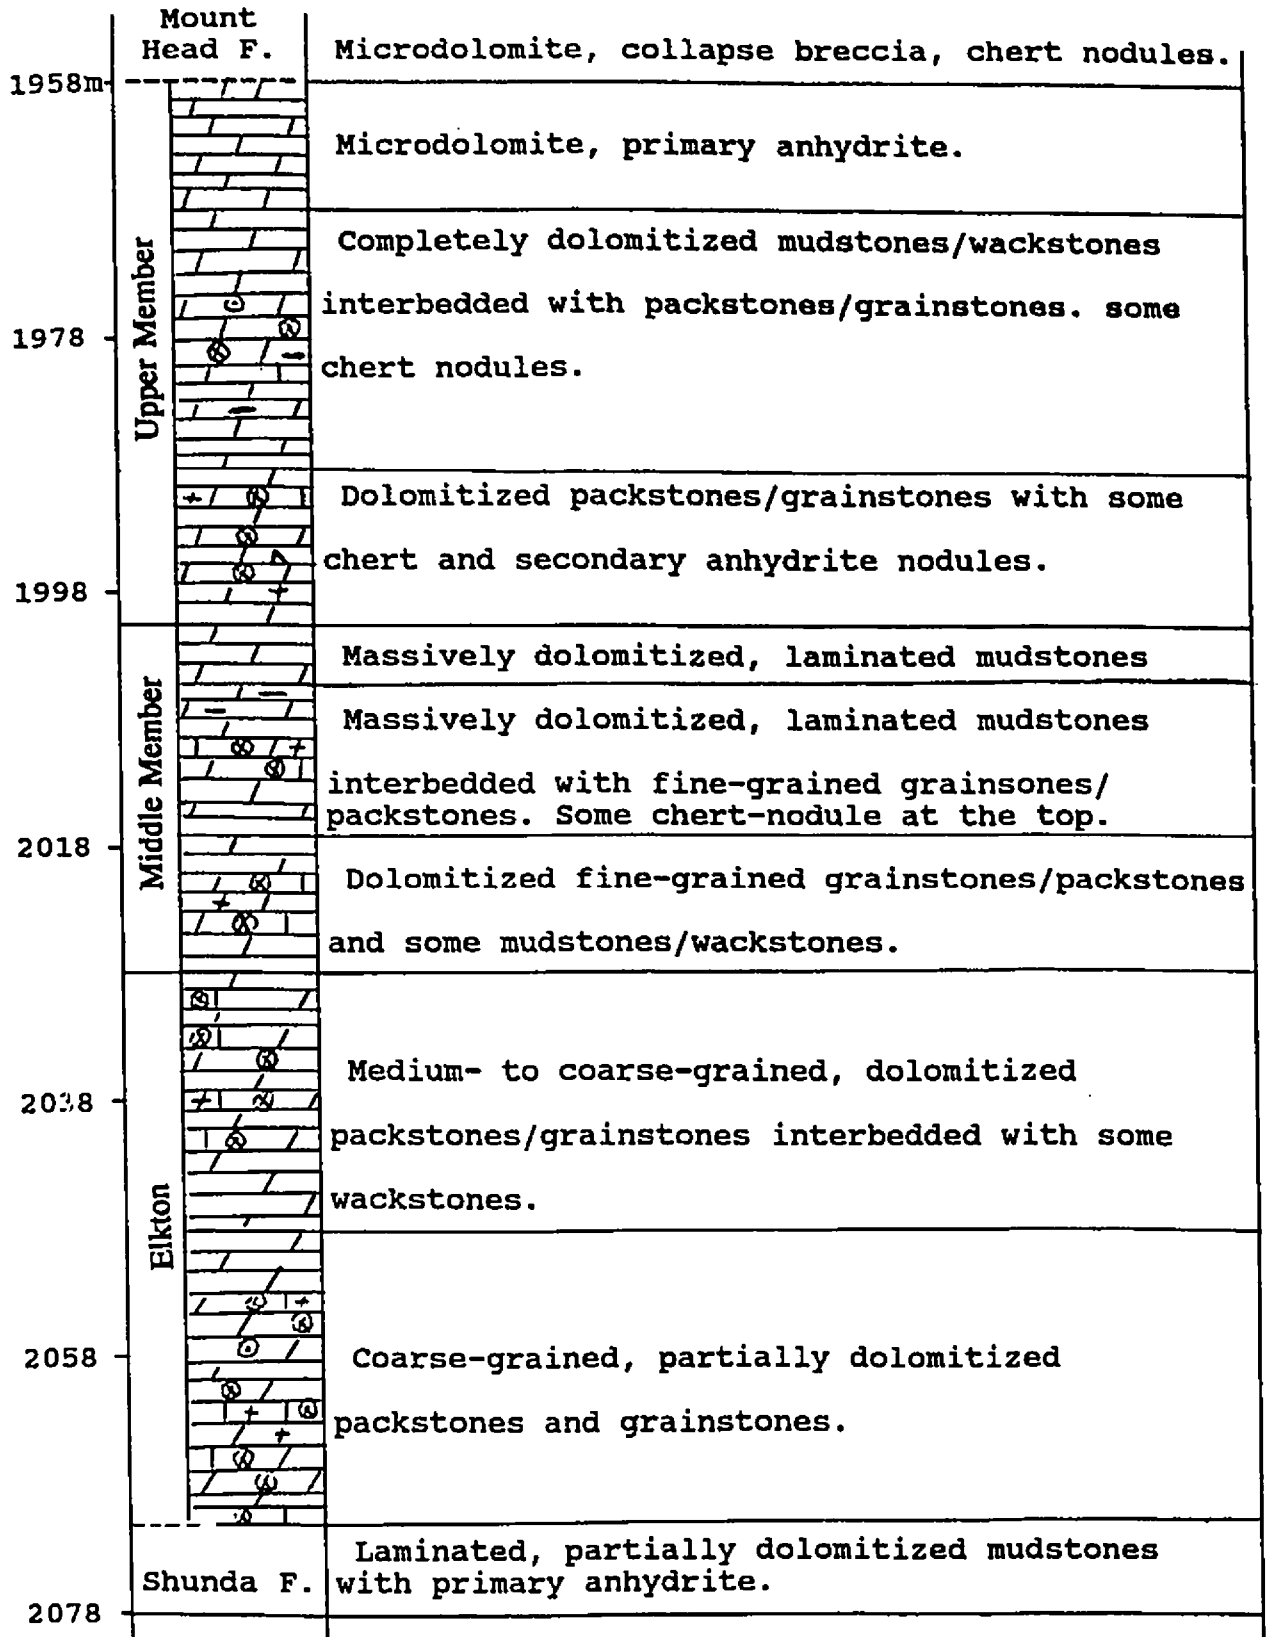 Mount
Head F.
Microdolomite, collapse breccia, chert nodules.
1958m
Microdolomite, primary anhydrite.
Upper Member
Completely dolomitized mudstones/wackstones
interbedded with packstones/grainstones. some
1978
chert nodules.
Dolomitized packstones/grainstones with some
chert and secondary anhydrite nodules.
1998
Massively dolomitized, laminated mudstones
Middle Member
Massively dolomitized, laminated mudstones
interbedded with fine-grained grainsones/
packstones. Some chert-nodule at the top.
2018
Dolomitized fine-grained grainstones/packstones
and some mudstones/wackstones.
Elkton
Medium- to coarse-grained, dolomitized
2038
packstones/grainstones interbedded with some
wackstones.
2058
Coarse-grained, partially dolomitized
packstones and grainstones.
Laminated, partially dolomitized mudstones
Shunda F.
with primary anhydrite.
2078